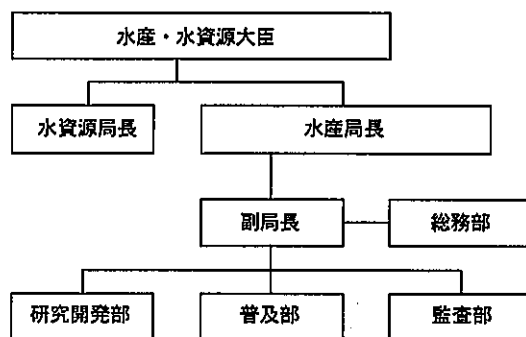 水産・水資源大臣
水資源局長
水産局長
副局長
総務部
研究開発部
普及部
監査部